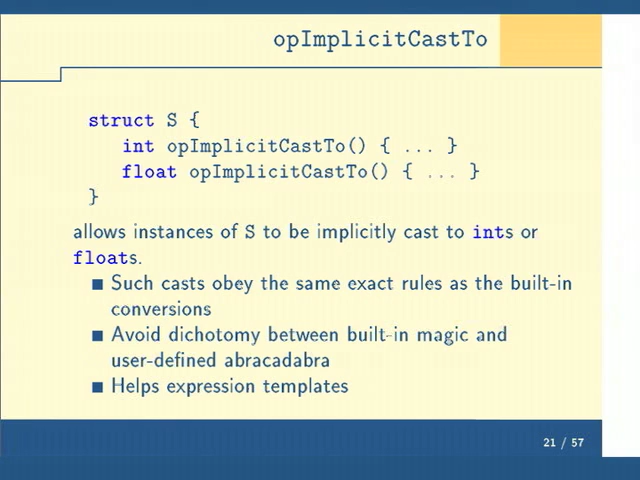 opImplicitCastTo
struct S {
int opImplicitCastTo() { ... }
float opImplicitCastTo() { ... }
}
allows instances of S to be implicitly cast to ints or
floats.
■ Such casts obey the same exact rules as the built-in
conversions
■ Avoid dichotomy between built-in magic and
user-defined abracadabra
■ Helps expression templates
21 / 57